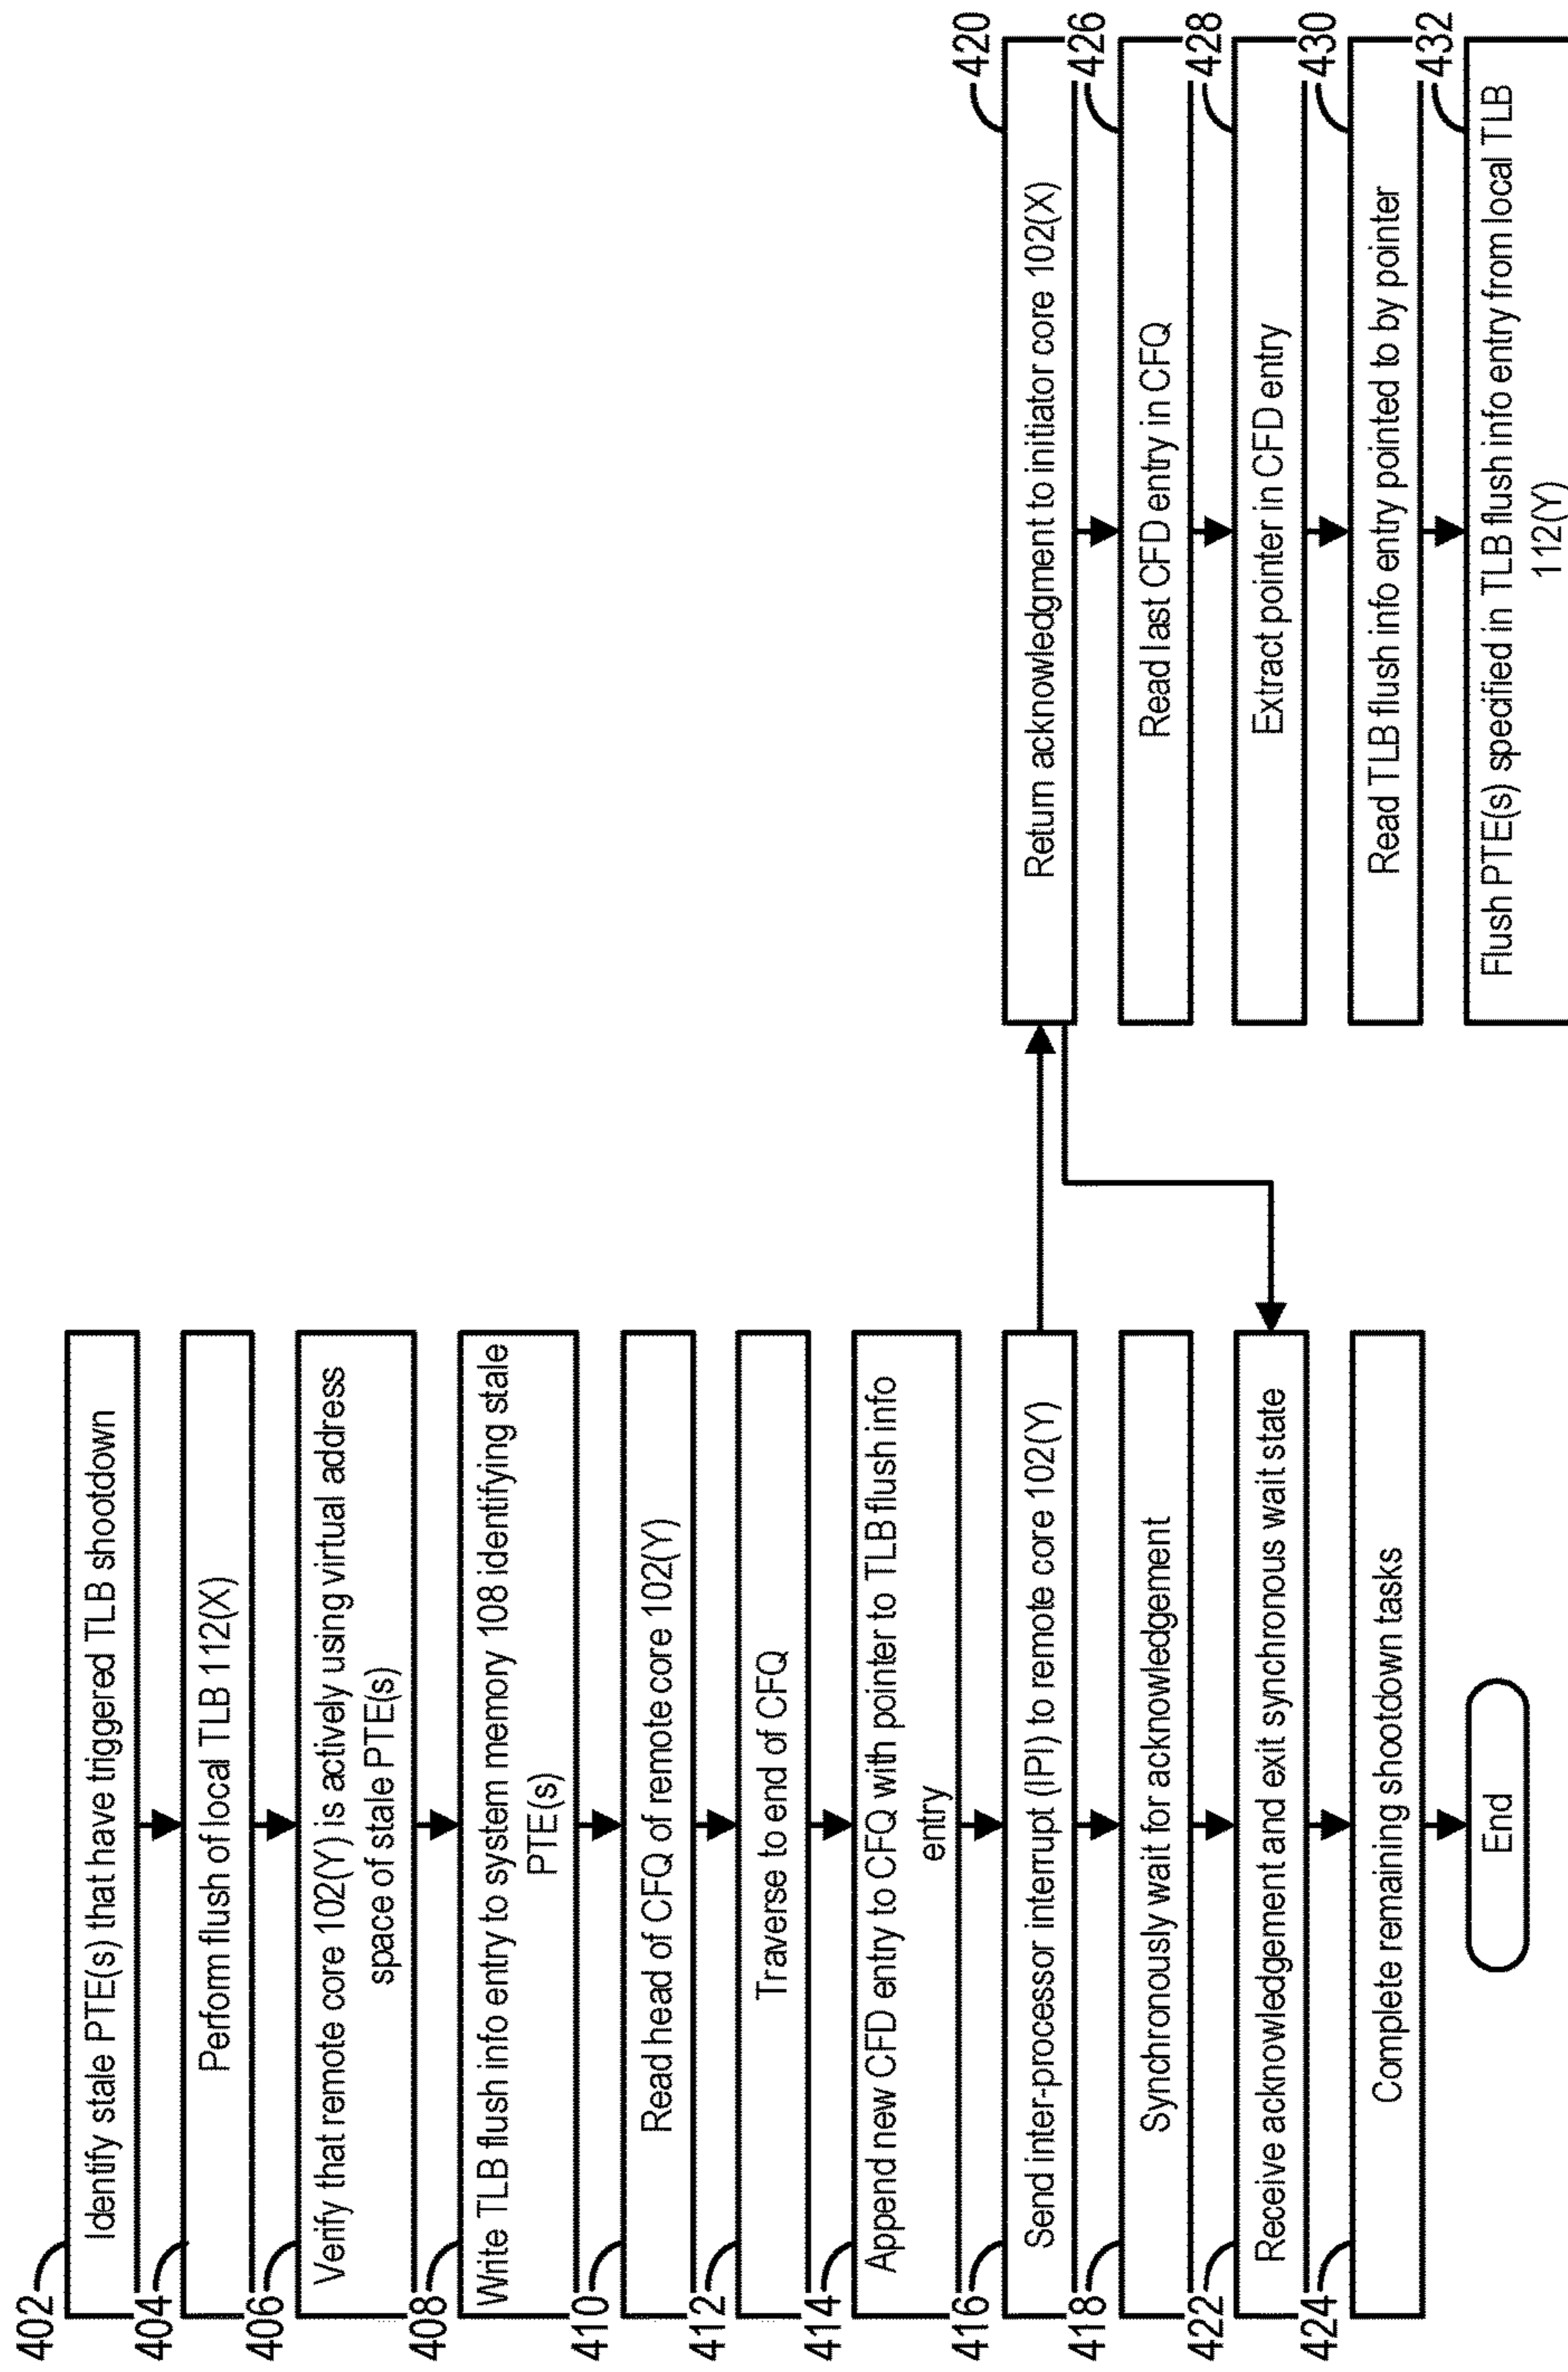 402
Identify stale PTE(s) that have triggered TLB shootdown
404
Perform flush of local TLB 112(X)
406
Verify that remote core 102(Y) is actively using virtual address
space of stale PTE(s)
408
Write TLB flush info entry to system memory 108 identifying stale
PTE(s)
410
Read head of CFQ of remote core 102(Y)
412
Traverse to end of CFQ
414
Append new CFD entry to CFQ with pointer to TLB flush info
entry
416
Send inter-processor interrupt (IPI) to remote core 102(Y)
418
Synchronously wait for acknowledgement
422
Receive acknowledgement and exit synchronous wait state
424
Complete remaining shootdown tasks
End
420
Return acknowledgment to initiator core 102(X)
426
Read last CFD entry in CFQ
428
Extract pointer in CFD entry
430
Read TLB flush info entry pointed to by pointer
432
Flush PTE(s) specified in TLB flush info entry from local TLB
112(Y)